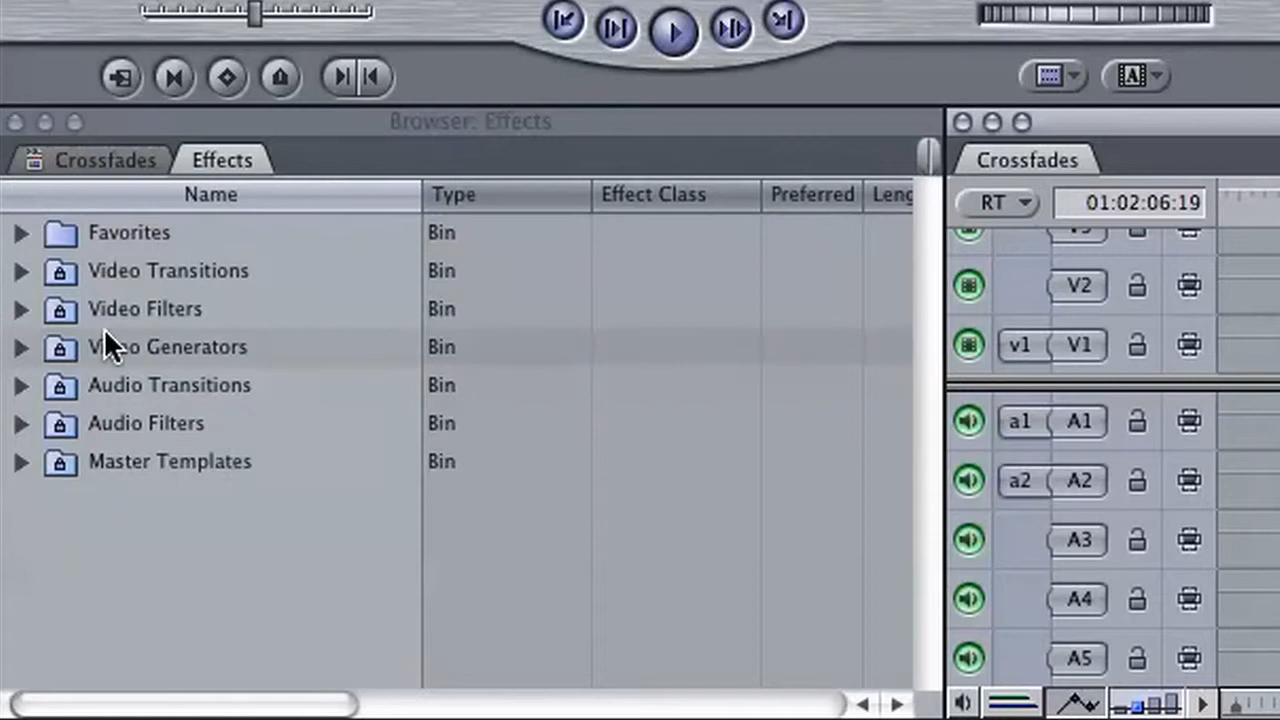 A
Browser: Effects
Crossfades Effects
Name Type Effect Class Preferred Leng
Favorites Bin
Video Transitions Bin
Video Filters Bin
Video Generators Bin
Audio Transitions Bin
Audio Filters Bin
Master Templates Bin
Crossfades
RT 01:02:06:19
V3
V2
v1 V1
a1 A1
a2 A2
A3
A4
A5